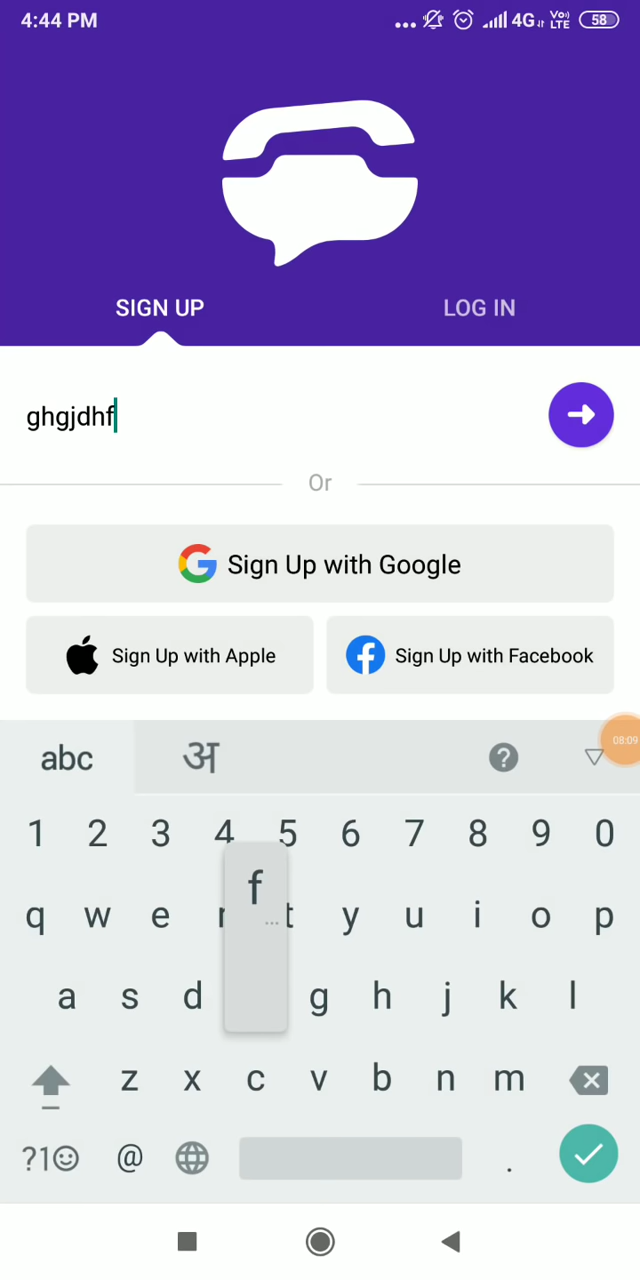 4:44 PM
4G Vo) LTE 58
SIGN UP
LOG IN
ghgjdhf
Or
Sign Up with Google
Sign Up with Apple
Sign Up with Facebook
08:09
abc अ ?
1 2 3 4 5 6 7 8 9 0
f
...
q w e r t y u i o p
a s d g h j k l
z x c v b n m
?1☺ @ .